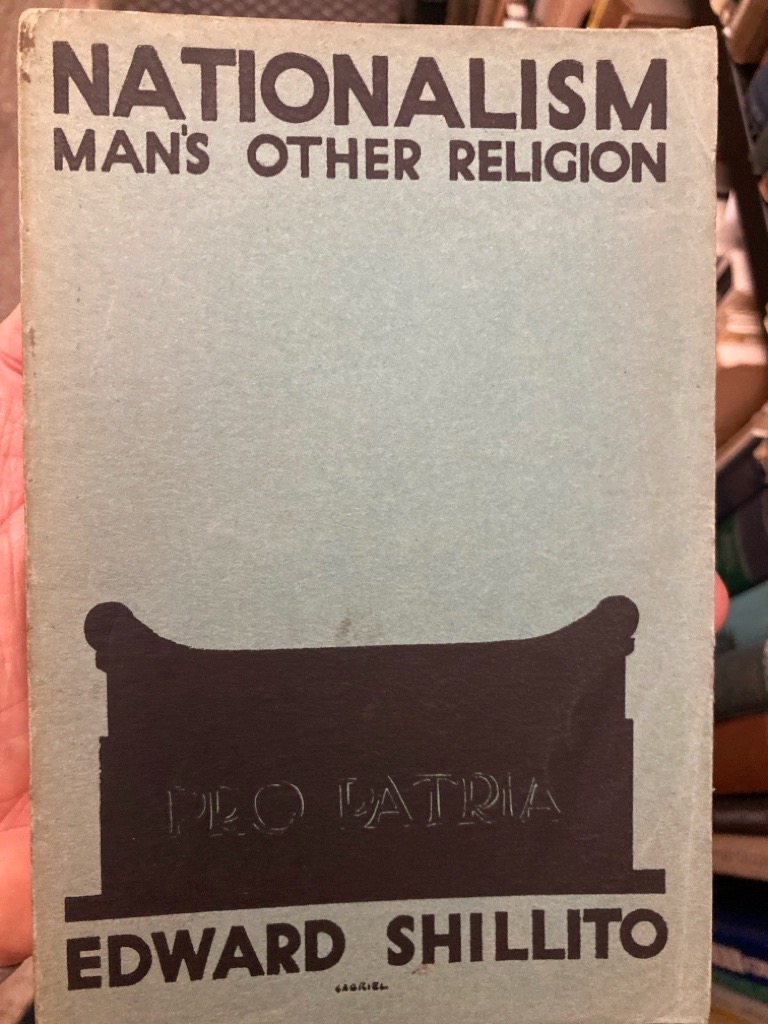 NATIONALISM
MAN'S OTHER RELIGION
PRO PATRIA
EDWARD SHILLITO
GABRIEL